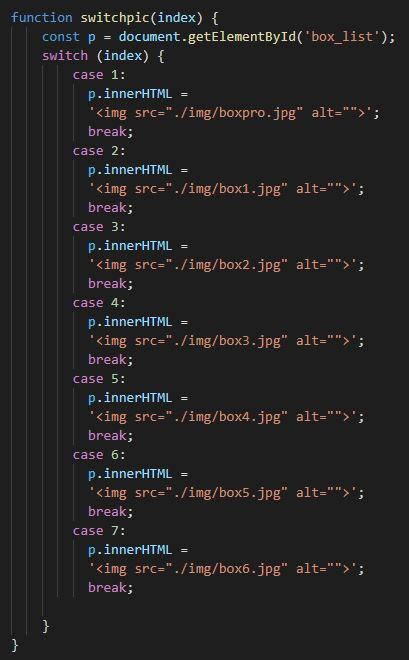 function switchpic(index) {
    const p = document.getElementById('box_list');
    switch (index) {
        case 1:
          p.innerHTML =
          '<img src="./img/boxpro.jpg" alt="">';
          break;
        case 2:
          p.innerHTML =
          '<img src="./img/box1.jpg" alt="">';
          break;
        case 3:
          p.innerHTML =
          '<img src="./img/box2.jpg" alt="">';
          break;
        case 4:
          p.innerHTML =
          '<img src="./img/box3.jpg" alt="">';
          break;
        case 5:
          p.innerHTML =
          '<img src="./img/box4.jpg" alt="">';
          break;
        case 6:
          p.innerHTML =
          '<img src="./img/box5.jpg" alt="">';
          break;
        case 7:
          p.innerHTML =
          '<img src="./img/box6.jpg" alt="">';
          break;

    }
}